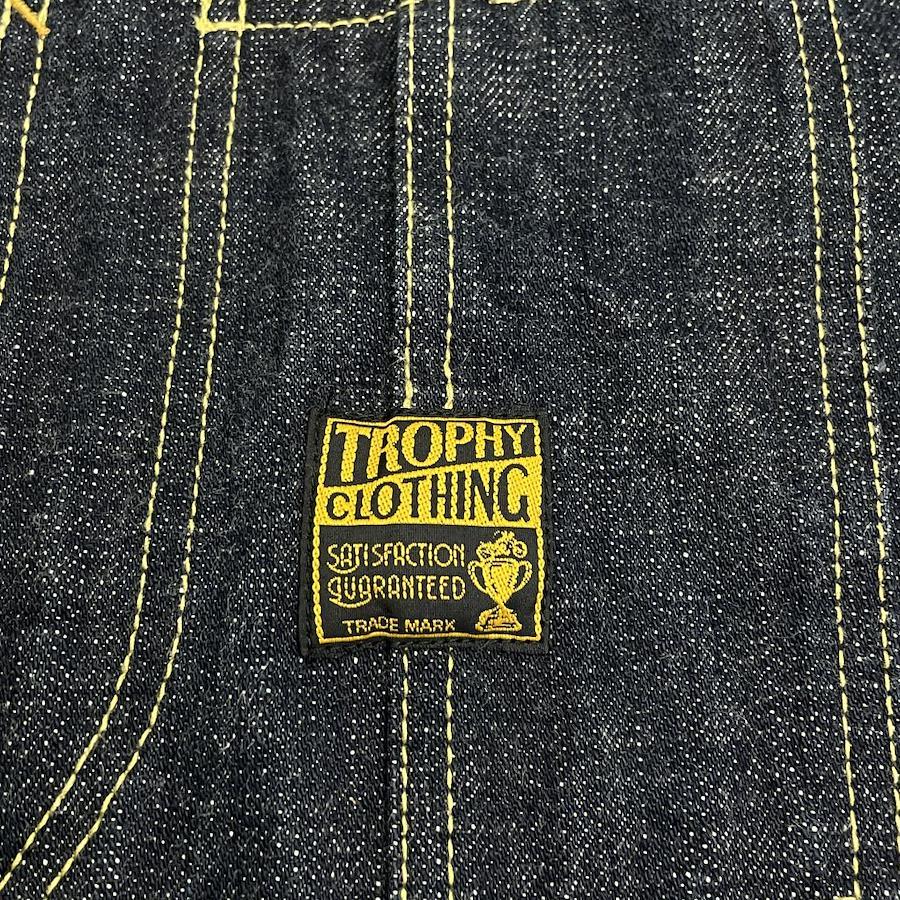 TROPHY
CLOTHING
SATISFACTION
GUARANTEED
TRADE MARK